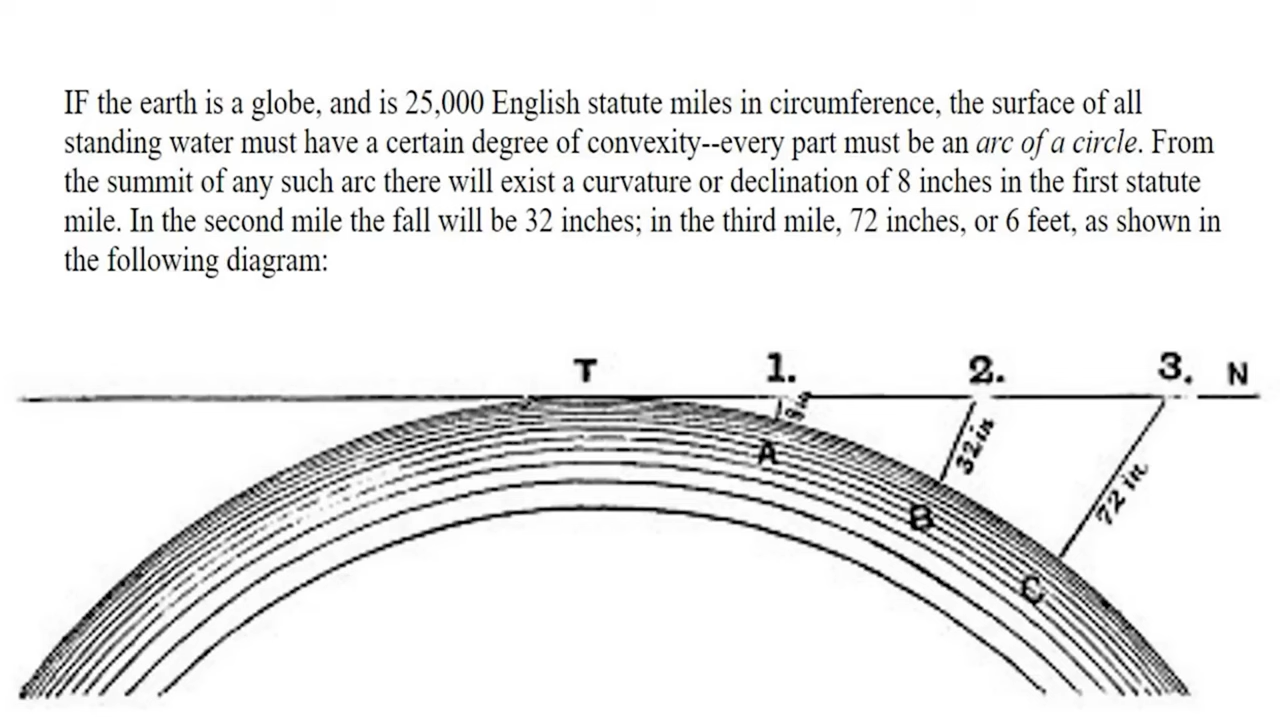 IF the earth is a globe, and is 25,000 English statute miles in circumference, the surface of all
standing water must have a certain degree of convexity--every part must be an arc of a circle. From
the summit of any such arc there will exist a curvature or declination of 8 inches in the first statute
mile. In the second mile the fall will be 32 inches; in the third mile, 72 inches, or 6 feet, as shown in
the following diagram:
T 1. 2. 3. N
8 in
32 in
72 in
A
B
C